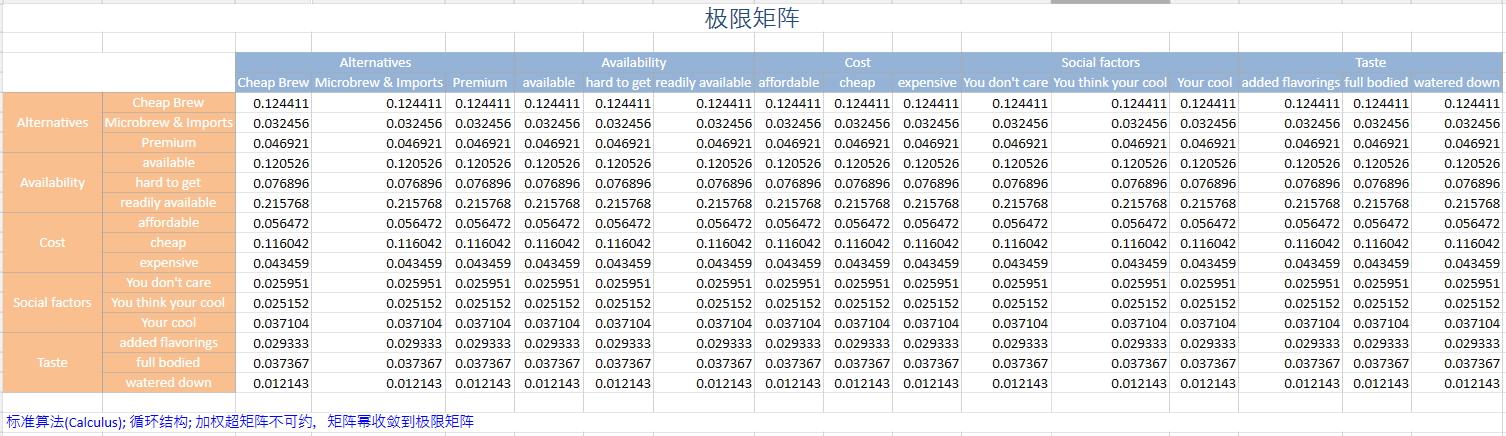 极限矩阵
Alternatives Availability Cost Social factors Taste
Cheap Brew Microbrew & Imports Premium available hard to get readily available affordable cheap expensive You don't care You think your cool Your cool added flavorings full bodied watered down
Alternatives Cheap Brew 0.124411 0.124411 0.124411 0.124411 0.124411 0.124411 0.124411 0.124411 0.124411 0.124411 0.124411 0.124411 0.124411 0.124411 0.124411
Microbrew & Imports 0.032456 0.032456 0.032456 0.032456 0.032456 0.032456 0.032456 0.032456 0.032456 0.032456 0.032456 0.032456 0.032456 0.032456 0.032456
Premium 0.046921 0.046921 0.046921 0.046921 0.046921 0.046921 0.046921 0.046921 0.046921 0.046921 0.046921 0.046921 0.046921 0.046921 0.046921
Availability available 0.120526 0.120526 0.120526 0.120526 0.120526 0.120526 0.120526 0.120526 0.120526 0.120526 0.120526 0.120526 0.120526 0.120526 0.120526
hard to get 0.076896 0.076896 0.076896 0.076896 0.076896 0.076896 0.076896 0.076896 0.076896 0.076896 0.076896 0.076896 0.076896 0.076896 0.076896
readily available 0.215768 0.215768 0.215768 0.215768 0.215768 0.215768 0.215768 0.215768 0.215768 0.215768 0.215768 0.215768 0.215768 0.215768 0.215768
Cost affordable 0.056472 0.056472 0.056472 0.056472 0.056472 0.056472 0.056472 0.056472 0.056472 0.056472 0.056472 0.056472 0.056472 0.056472 0.056472
cheap 0.116042 0.116042 0.116042 0.116042 0.116042 0.116042 0.116042 0.116042 0.116042 0.116042 0.116042 0.116042 0.116042 0.116042 0.116042
expensive 0.043459 0.043459 0.043459 0.043459 0.043459 0.043459 0.043459 0.043459 0.043459 0.043459 0.043459 0.043459 0.043459 0.043459 0.043459
Social factors You don't care 0.025951 0.025951 0.025951 0.025951 0.025951 0.025951 0.025951 0.025951 0.025951 0.025951 0.025951 0.025951 0.025951 0.025951 0.025951
You think your cool 0.025152 0.025152 0.025152 0.025152 0.025152 0.025152 0.025152 0.025152 0.025152 0.025152 0.025152 0.025152 0.025152 0.025152 0.025152
Your cool 0.037104 0.037104 0.037104 0.037104 0.037104 0.037104 0.037104 0.037104 0.037104 0.037104 0.037104 0.037104 0.037104 0.037104 0.037104
Taste added flavorings 0.029333 0.029333 0.029333 0.029333 0.029333 0.029333 0.029333 0.029333 0.029333 0.029333 0.029333 0.029333 0.029333 0.029333 0.029333
full bodied 0.037367 0.037367 0.037367 0.037367 0.037367 0.037367 0.037367 0.037367 0.037367 0.037367 0.037367 0.037367 0.037367 0.037367 0.037367
watered down 0.012143 0.012143 0.012143 0.012143 0.012143 0.012143 0.012143 0.012143 0.012143 0.012143 0.012143 0.012143 0.012143 0.012143 0.012143
标准算法(Calculus); 循环结构; 加权超矩阵不可约，矩阵幂收敛到极限矩阵